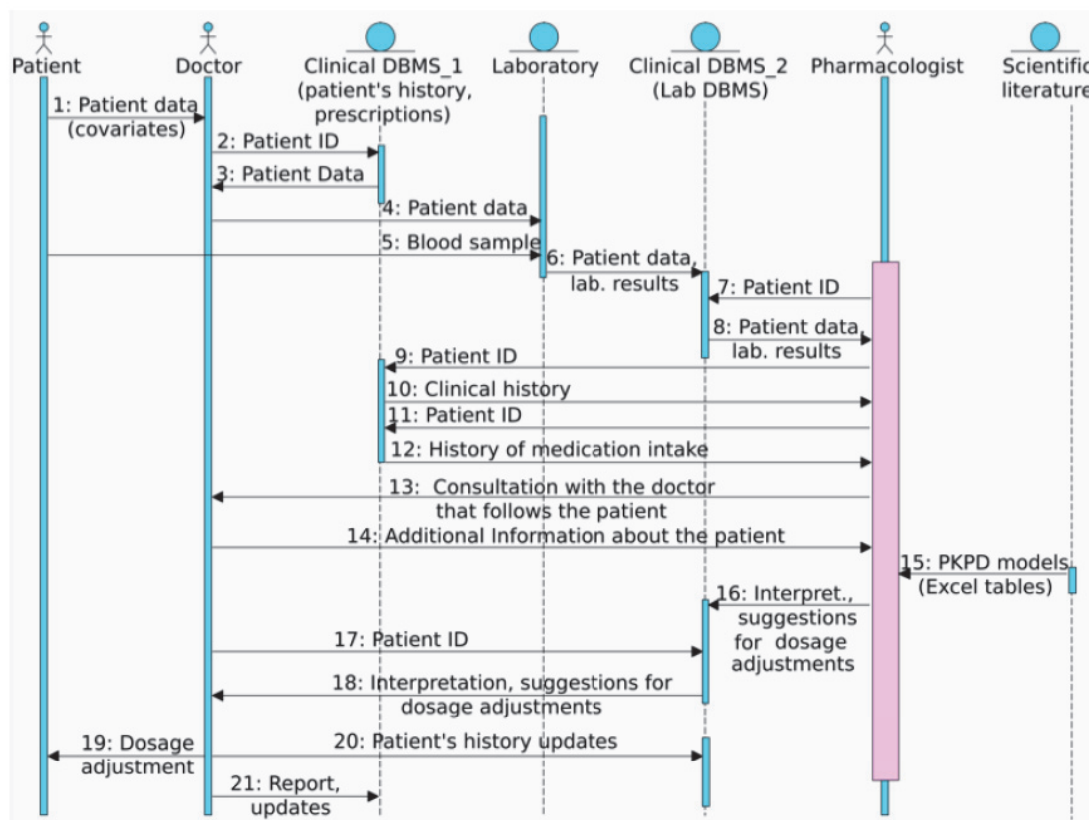 Patient
Doctor
Clinical DBMS_1
(patient's history,
prescriptions)
Laboratory
Clinical DBMS_2
(Lab DBMS)
Pharmacologist
Scientific
literature
1: Patient data
(covariates)
2: Patient ID
3: Patient Data
4: Patient data
5: Blood sample
6: Patient data,
lab. results
7: Patient ID
8: Patient data,
lab. results
9: Patient ID
10: Clinical history
11: Patient ID
12: History of medication intake
13: Consultation with the doctor
that follows the patient
14: Additional Information about the patient
15: PKPD models
(Excel tables)
16: Interpret.,
suggestions
for dosage
adjustments
17: Patient ID
18: Interpretation, suggestions for
dosage adjustments
19: Dosage
adjustment
20: Patient's history updates
21: Report,
updates